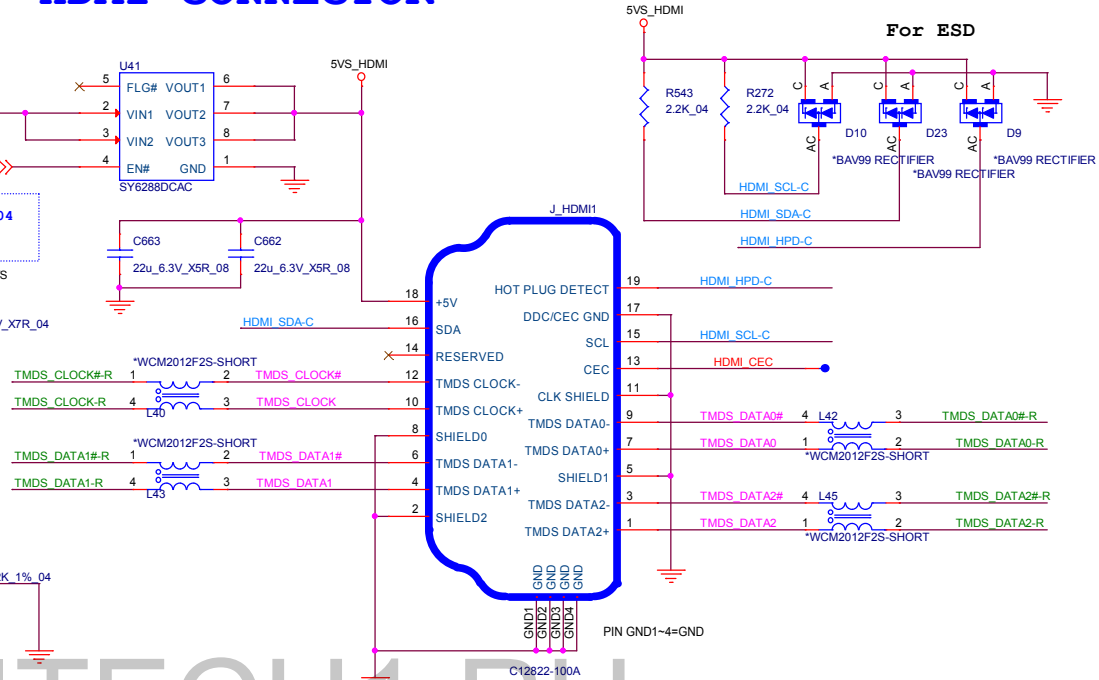 HDMI CONNECTOR
5VS_HDMI
For ESD
U41
5VS_HDMI
5 FLG# VOUT1 6
2 VIN1 VOUT2 7
3 VIN2 VOUT3 8
4 EN# GND 1
SY6288DCAC
R543
2.2K_04
R272
2.2K_04
C A C A C A
D10 D23 D9
AC AC AC
*BAV99 RECTIFIER
*BAV99 RECTIFIER
*BAV99 RECTIFIER
HDMI_SCL-C
HDMI_SDA-C
HDMI_HPD-C
04
S
C663
22u_6.3V_X5R_08
C662
22u_6.3V_X5R_08
V_X7R_04
J_HDMI1
18 +5V
HDMI_SDA-C 16 SDA
14 RESERVED
*WCM2012F2S-SHORT
TMDS_CLOCK#-R 1 2 TMDS_CLOCK# 12 TMDS CLOCK-
TMDS_CLOCK-R 4 3 TMDS_CLOCK 10 TMDS CLOCK+
L40
8 SHIELD0
*WCM2012F2S-SHORT
TMDS_DATA1#-R 1 2 TMDS_DATA1# 6 TMDS DATA1-
TMDS_DATA1-R 4 3 TMDS_DATA1 4 TMDS DATA1+
L43
2 SHIELD2
HOT PLUG DETECT 19 HDMI_HPD-C
DDC/CEC GND 17
SCL 15 HDMI_SCL-C
CEC 13 HDMI_CEC
CLK SHIELD 11
TMDS DATA0- 9 TMDS_DATA0# 4 L42 3 TMDS_DATA0#-R
TMDS DATA0+ 7 TMDS_DATA0 1 2 TMDS_DATA0-R
*WCM2012F2S-SHORT
SHIELD1 5
TMDS DATA2- 3 TMDS_DATA2# 4 L45 3 TMDS_DATA2#-R
TMDS DATA2+ 1 TMDS_DATA2 1 2 TMDS_DATA2-R
*WCM2012F2S-SHORT
GND GND GND GND
GND1 GND2 GND3 GND4
PIN GND1~4=GND
C12822-100A
K_1%_04